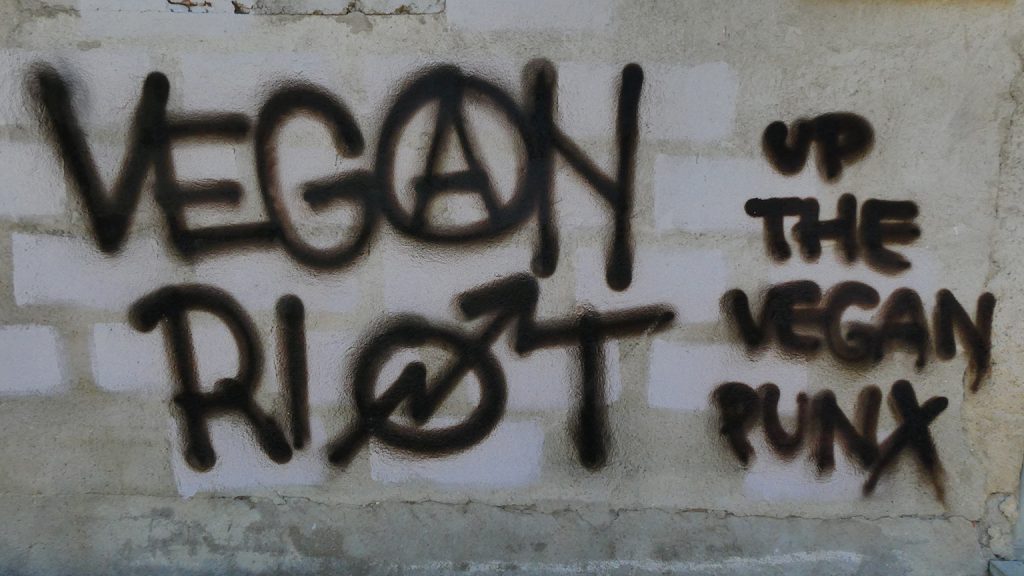 VEGAN
RIOT
UP
THE
VEGAN
PUNX